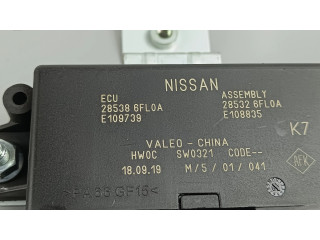 NISSAN
ECU ASSEMBLY
28538 6FL0A 28532 6FL0A
E109739 E108835
K7
VALEO - CHINA
HW0C SW0321 CODE--
18.09.19 M/5/01/041